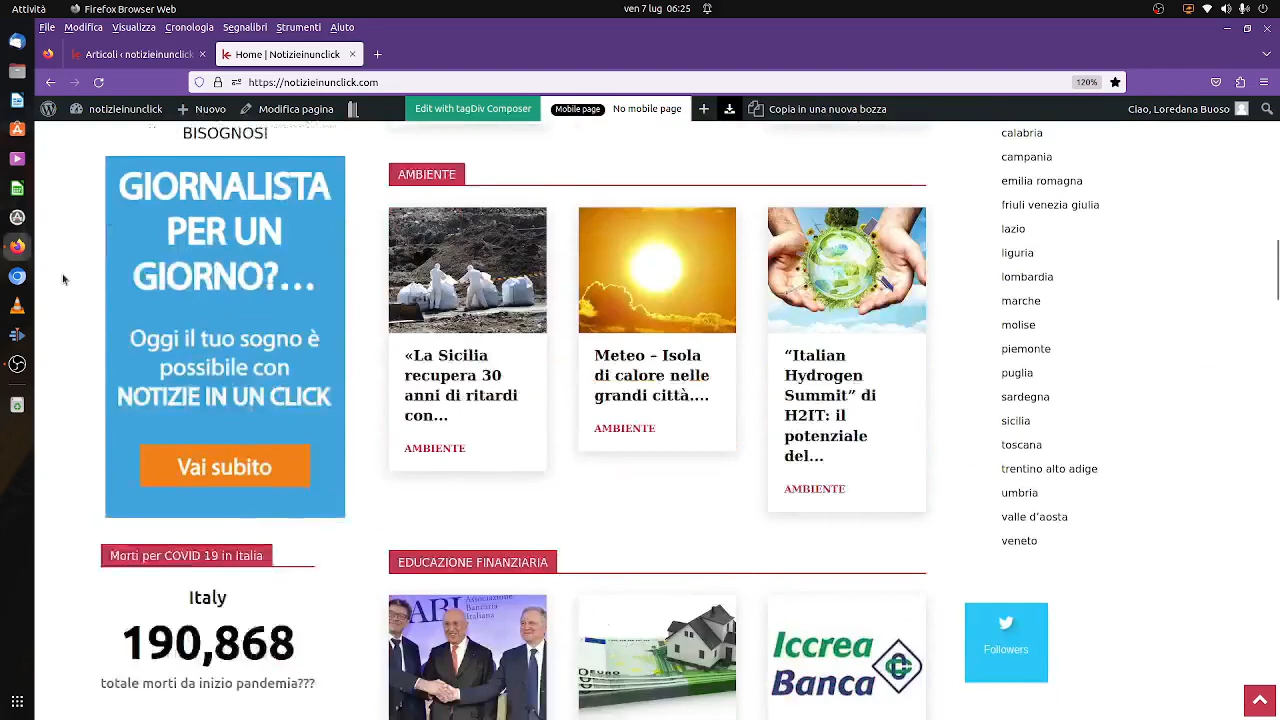 Attività
Firefox Browser Web
ven 7 lug 06:25
File Modifica Visualizza Cronologia Segnalibri Strumenti Aiuto
Articoli ‹ notizieinunclick
Home | Notizieinunclick
https://notizieinunclick.com
120%
notizieinunclick
Nuovo
Modifica pagina
Edit with tagDiv Composer
Mobile page
No mobile page
Copia in una nuova bozza
Ciao, Loredana Buoso
BISOGNOSI
GIORNALISTA
PER UN
GIORNO?...
Oggi il tuo sogno è
possibile con
NOTIZIE IN UN CLICK
Vai subito
Morti per COVID 19 in Italia
Italy
190,868
totale morti da inizio pandemia???
AMBIENTE
«La Sicilia
recupera 30
anni di ritardi
con...
AMBIENTE
Meteo – Isola
di calore nelle
grandi città....
AMBIENTE
“Italian
Hydrogen
Summit” di
H2IT: il
potenziale
del...
AMBIENTE
EDUCAZIONE FINANZIARIA
ABI
Associazione
Bancaria
Italiana
EURO
Iccrea
Banca
calabria
campania
emilia romagna
friuli venezia giulia
lazio
liguria
lombardia
marche
molise
piemonte
puglia
sardegna
sicilia
toscana
trentino alto adige
umbria
valle d’aosta
veneto
Followers